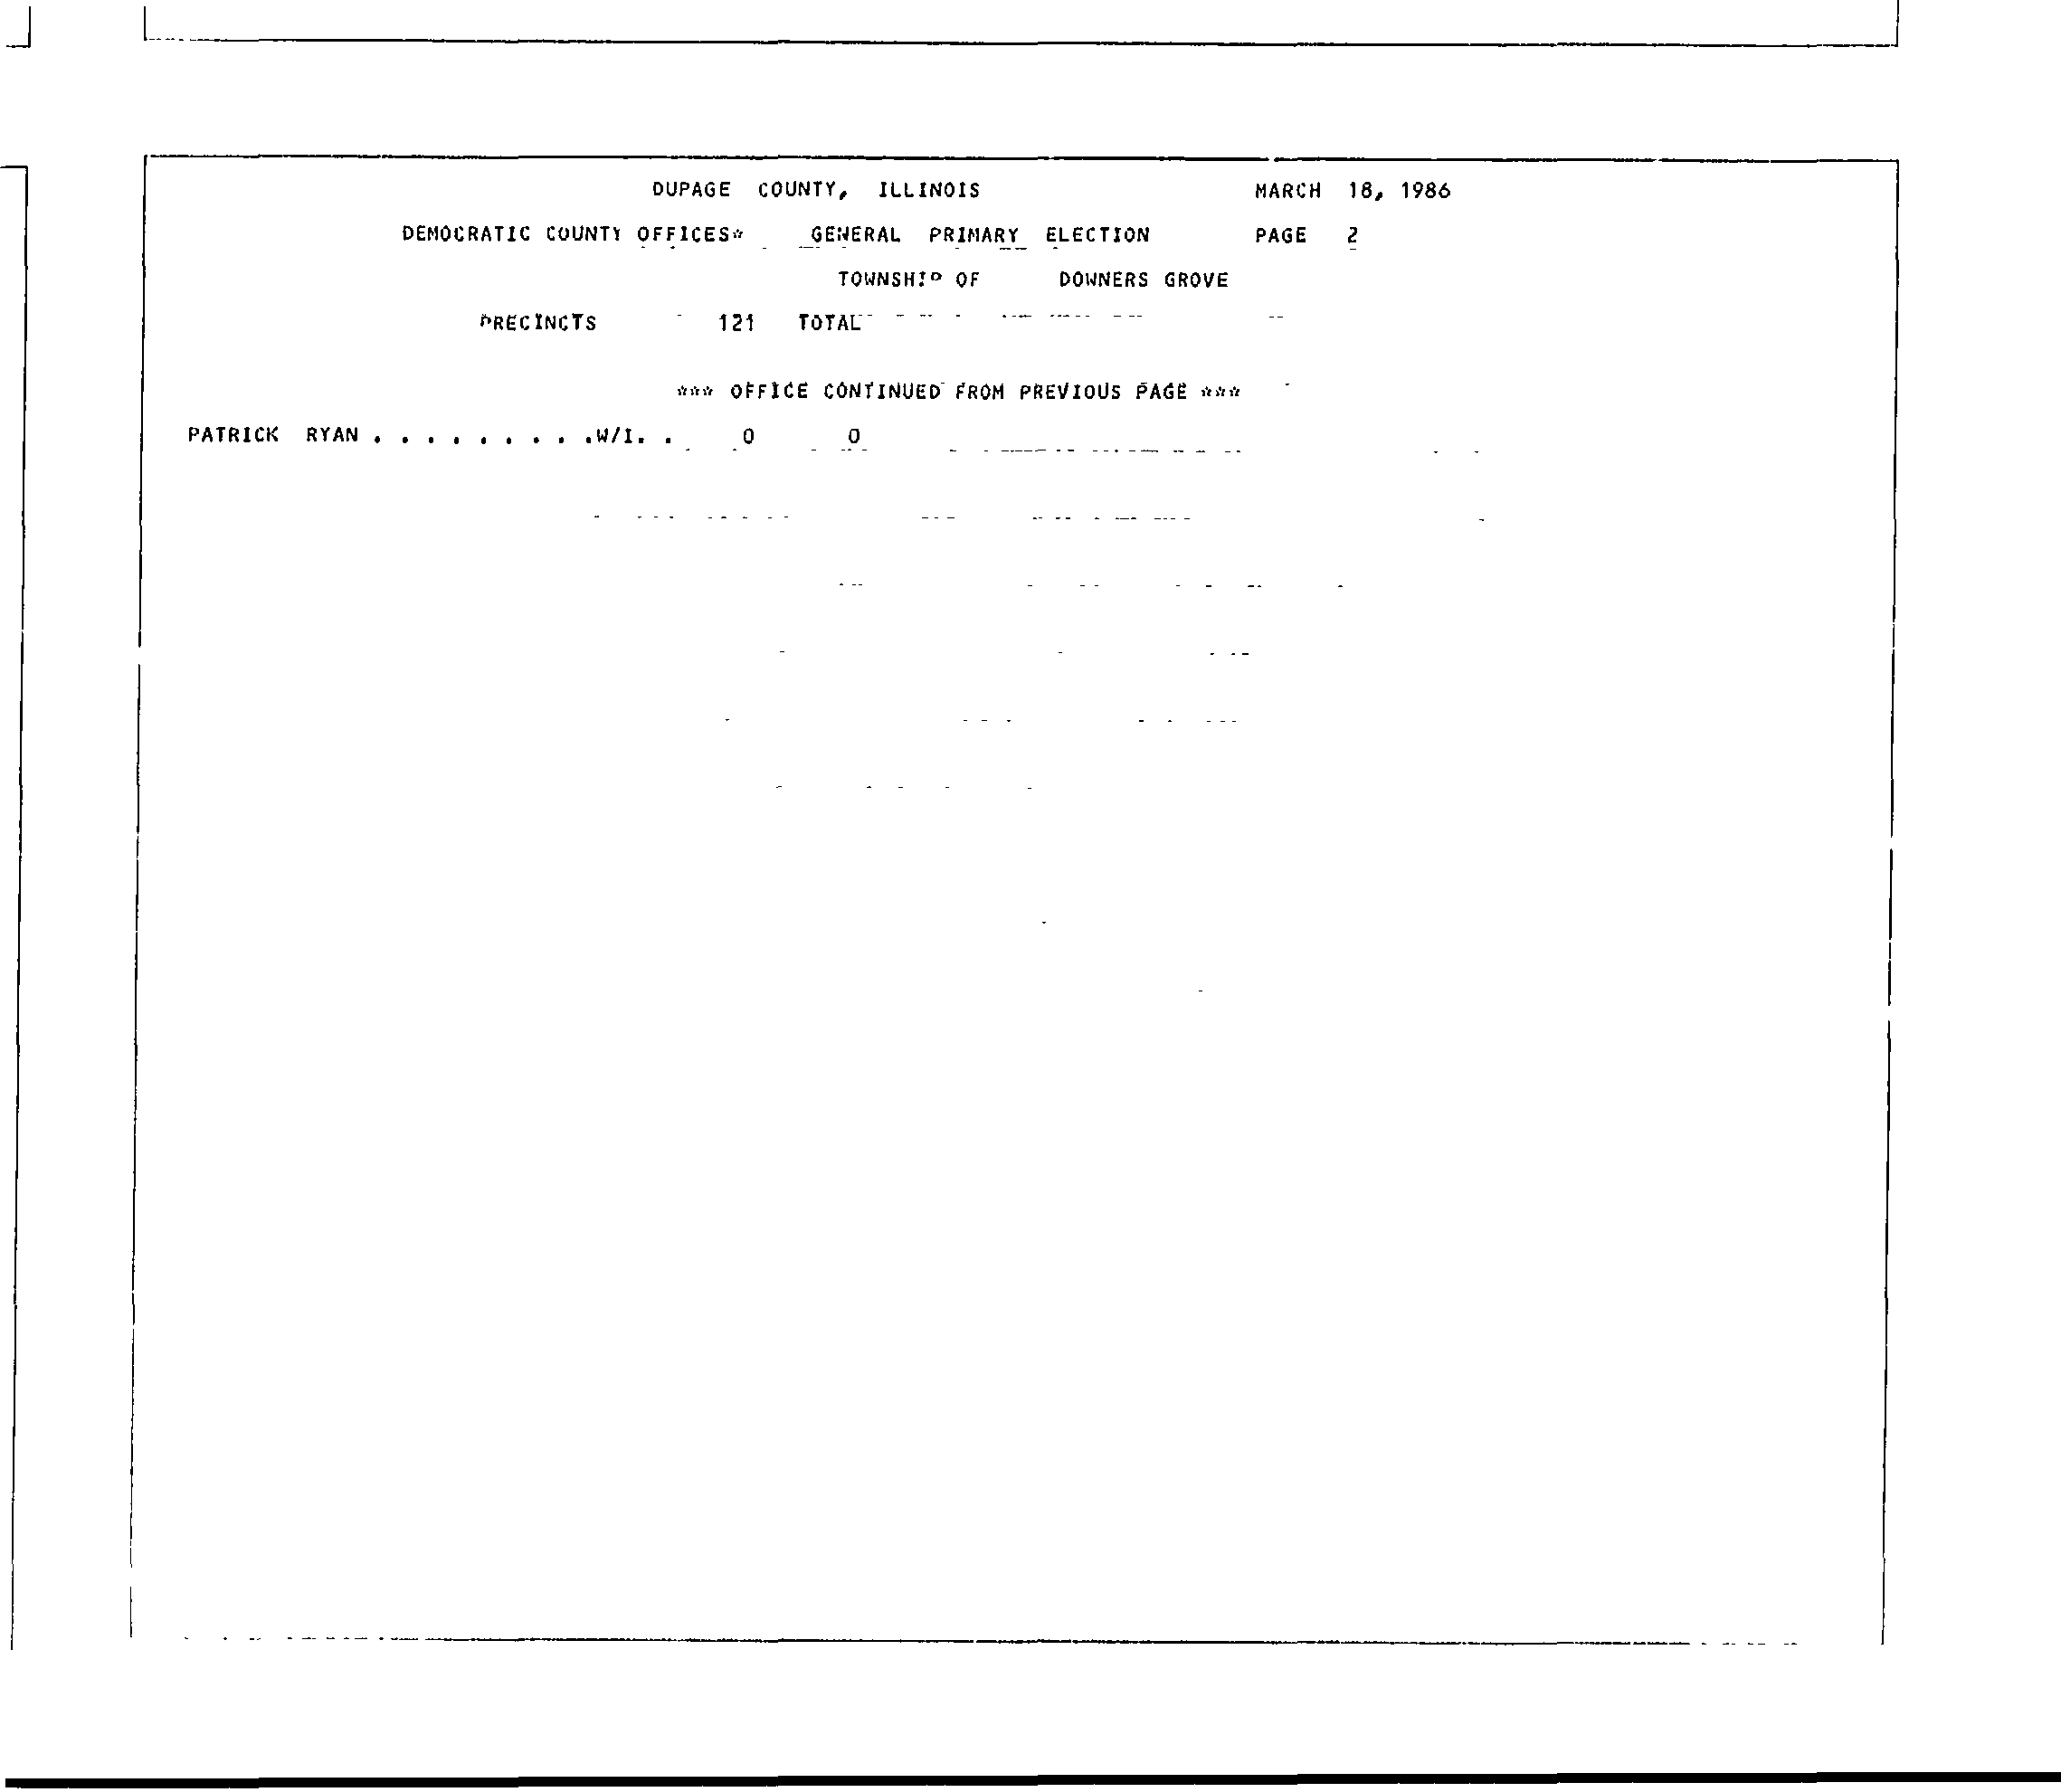 DUPAGE COUNTY, ILLINOIS MARCH 18, 1986
DEMOCRATIC COUNTY OFFICES* GENERAL PRIMARY ELECTION PAGE 2
TOWNSHIP OF DOWNERS GROVE
PRECINCTS 121 TOTAL
*** OFFICE CONTINUED FROM PREVIOUS PAGE ***
PATRICK RYAN . . . . . . . . .W/I. . 0 0